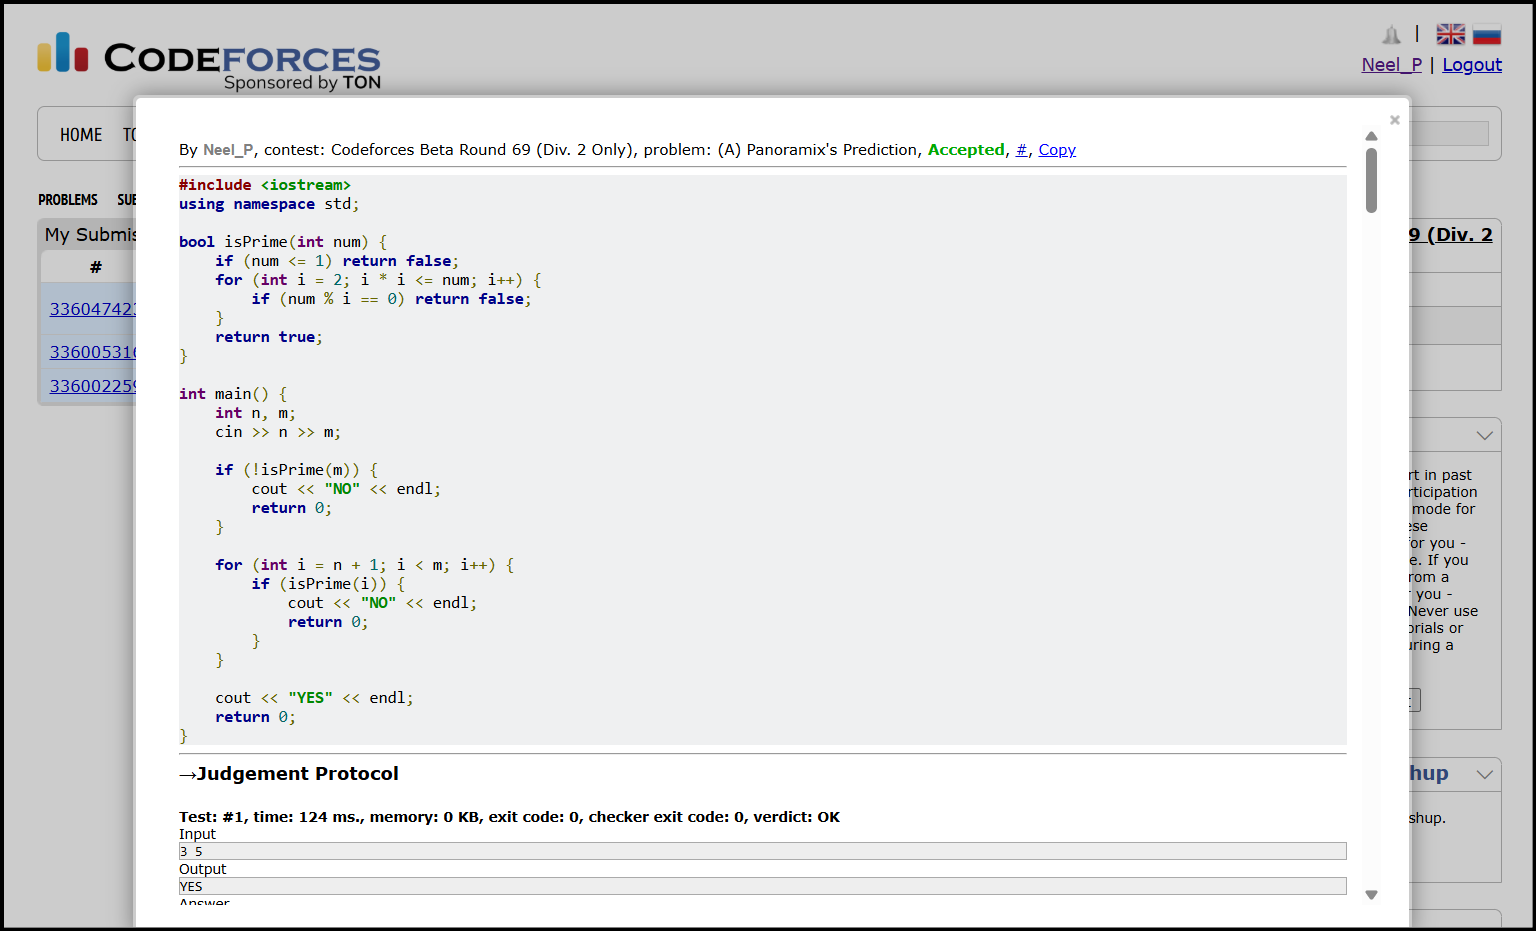 CODEFORCES
Sponsored by TON
|
Neel_P | Logout
HOME
PROBLEMS
My Submis
#
336047423
336005316
336002259
×
By Neel_P, contest: Codeforces Beta Round 69 (Div. 2 Only), problem: (A) Panoramix's Prediction, Accepted, #, Copy
#include <iostream>
using namespace std;
bool isPrime(int num) {
    if (num <= 1) return false;
    for (int i = 2; i * i <= num; i++) {
        if (num % i == 0) return false;
    }
    return true;
}
int main() {
    int n, m;
    cin >> n >> m;
    if (!isPrime(m)) {
        cout << "NO" << endl;
        return 0;
    }
    for (int i = n + 1; i < m; i++) {
        if (isPrime(i)) {
            cout << "NO" << endl;
            return 0;
        }
    }
    cout << "YES" << endl;
    return 0;
}
→Judgement Protocol
Test: #1, time: 124 ms., memory: 0 KB, exit code: 0, checker exit code: 0, verdict: OK
Input
3 5
Output
YES
Answer
9 (Div. 2
rt in past
rticipation
mode for
ese
for you -
e. If you
rom a
you -
Never use
orials or
uring a
hup
shup.